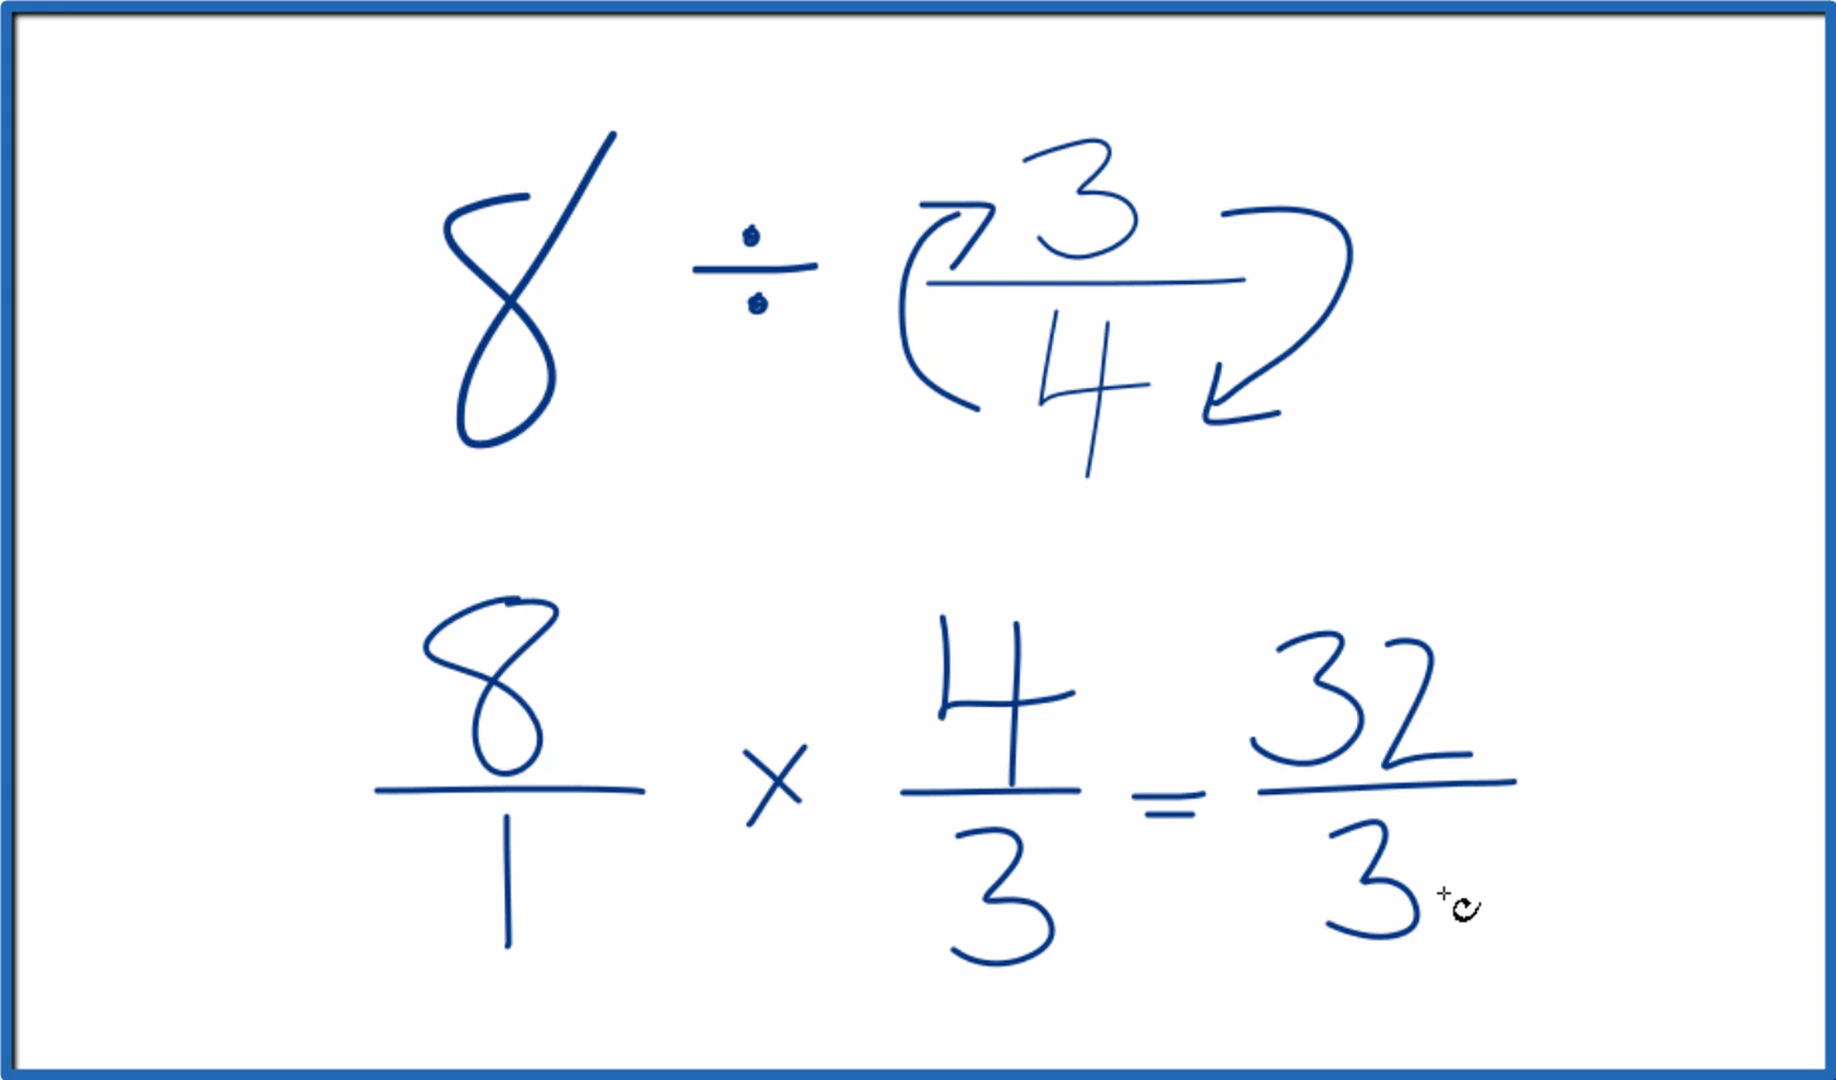 8 ÷ 3/4
8/1 × 4/3 = 32/3